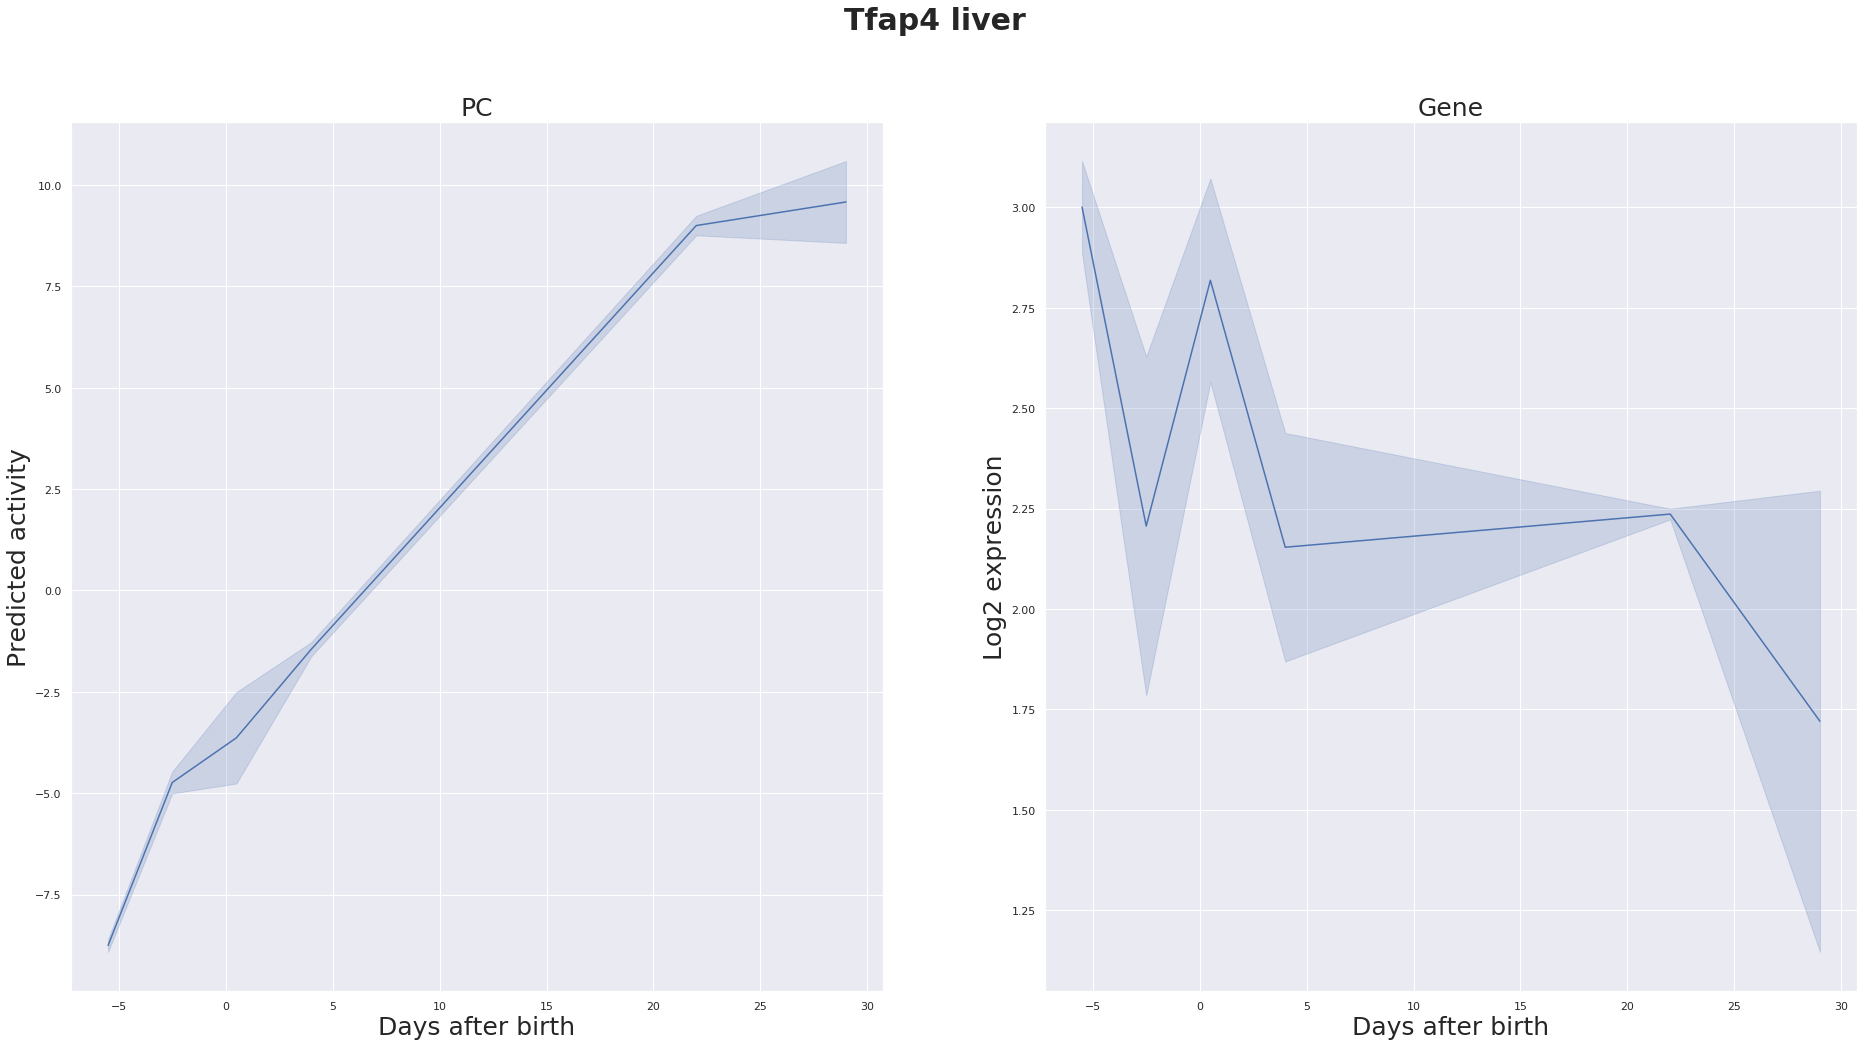 Tfap4 liver
PC
Predicted activity
10.0
7.5
5.0
2.5
0.0
−2.5
−5.0
−7.5
−5 0 5 10 15 20 25 30
Days after birth
Gene
Log2 expression
3.00
2.75
2.50
2.25
2.00
1.75
1.50
1.25
−5 0 5 10 15 20 25 30
Days after birth